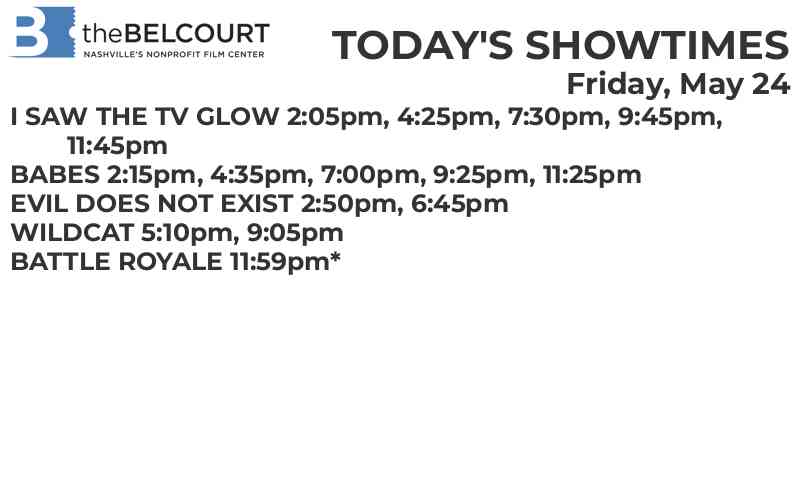 B theBELCOURT
NASHVILLE'S NONPROFIT FILM CENTER
TODAY'S SHOWTIMES
Friday, May 24
I SAW THE TV GLOW 2:05pm, 4:25pm, 7:30pm, 9:45pm,
11:45pm
BABES 2:15pm, 4:35pm, 7:00pm, 9:25pm, 11:25pm
EVIL DOES NOT EXIST 2:50pm, 6:45pm
WILDCAT 5:10pm, 9:05pm
BATTLE ROYALE 11:59pm*